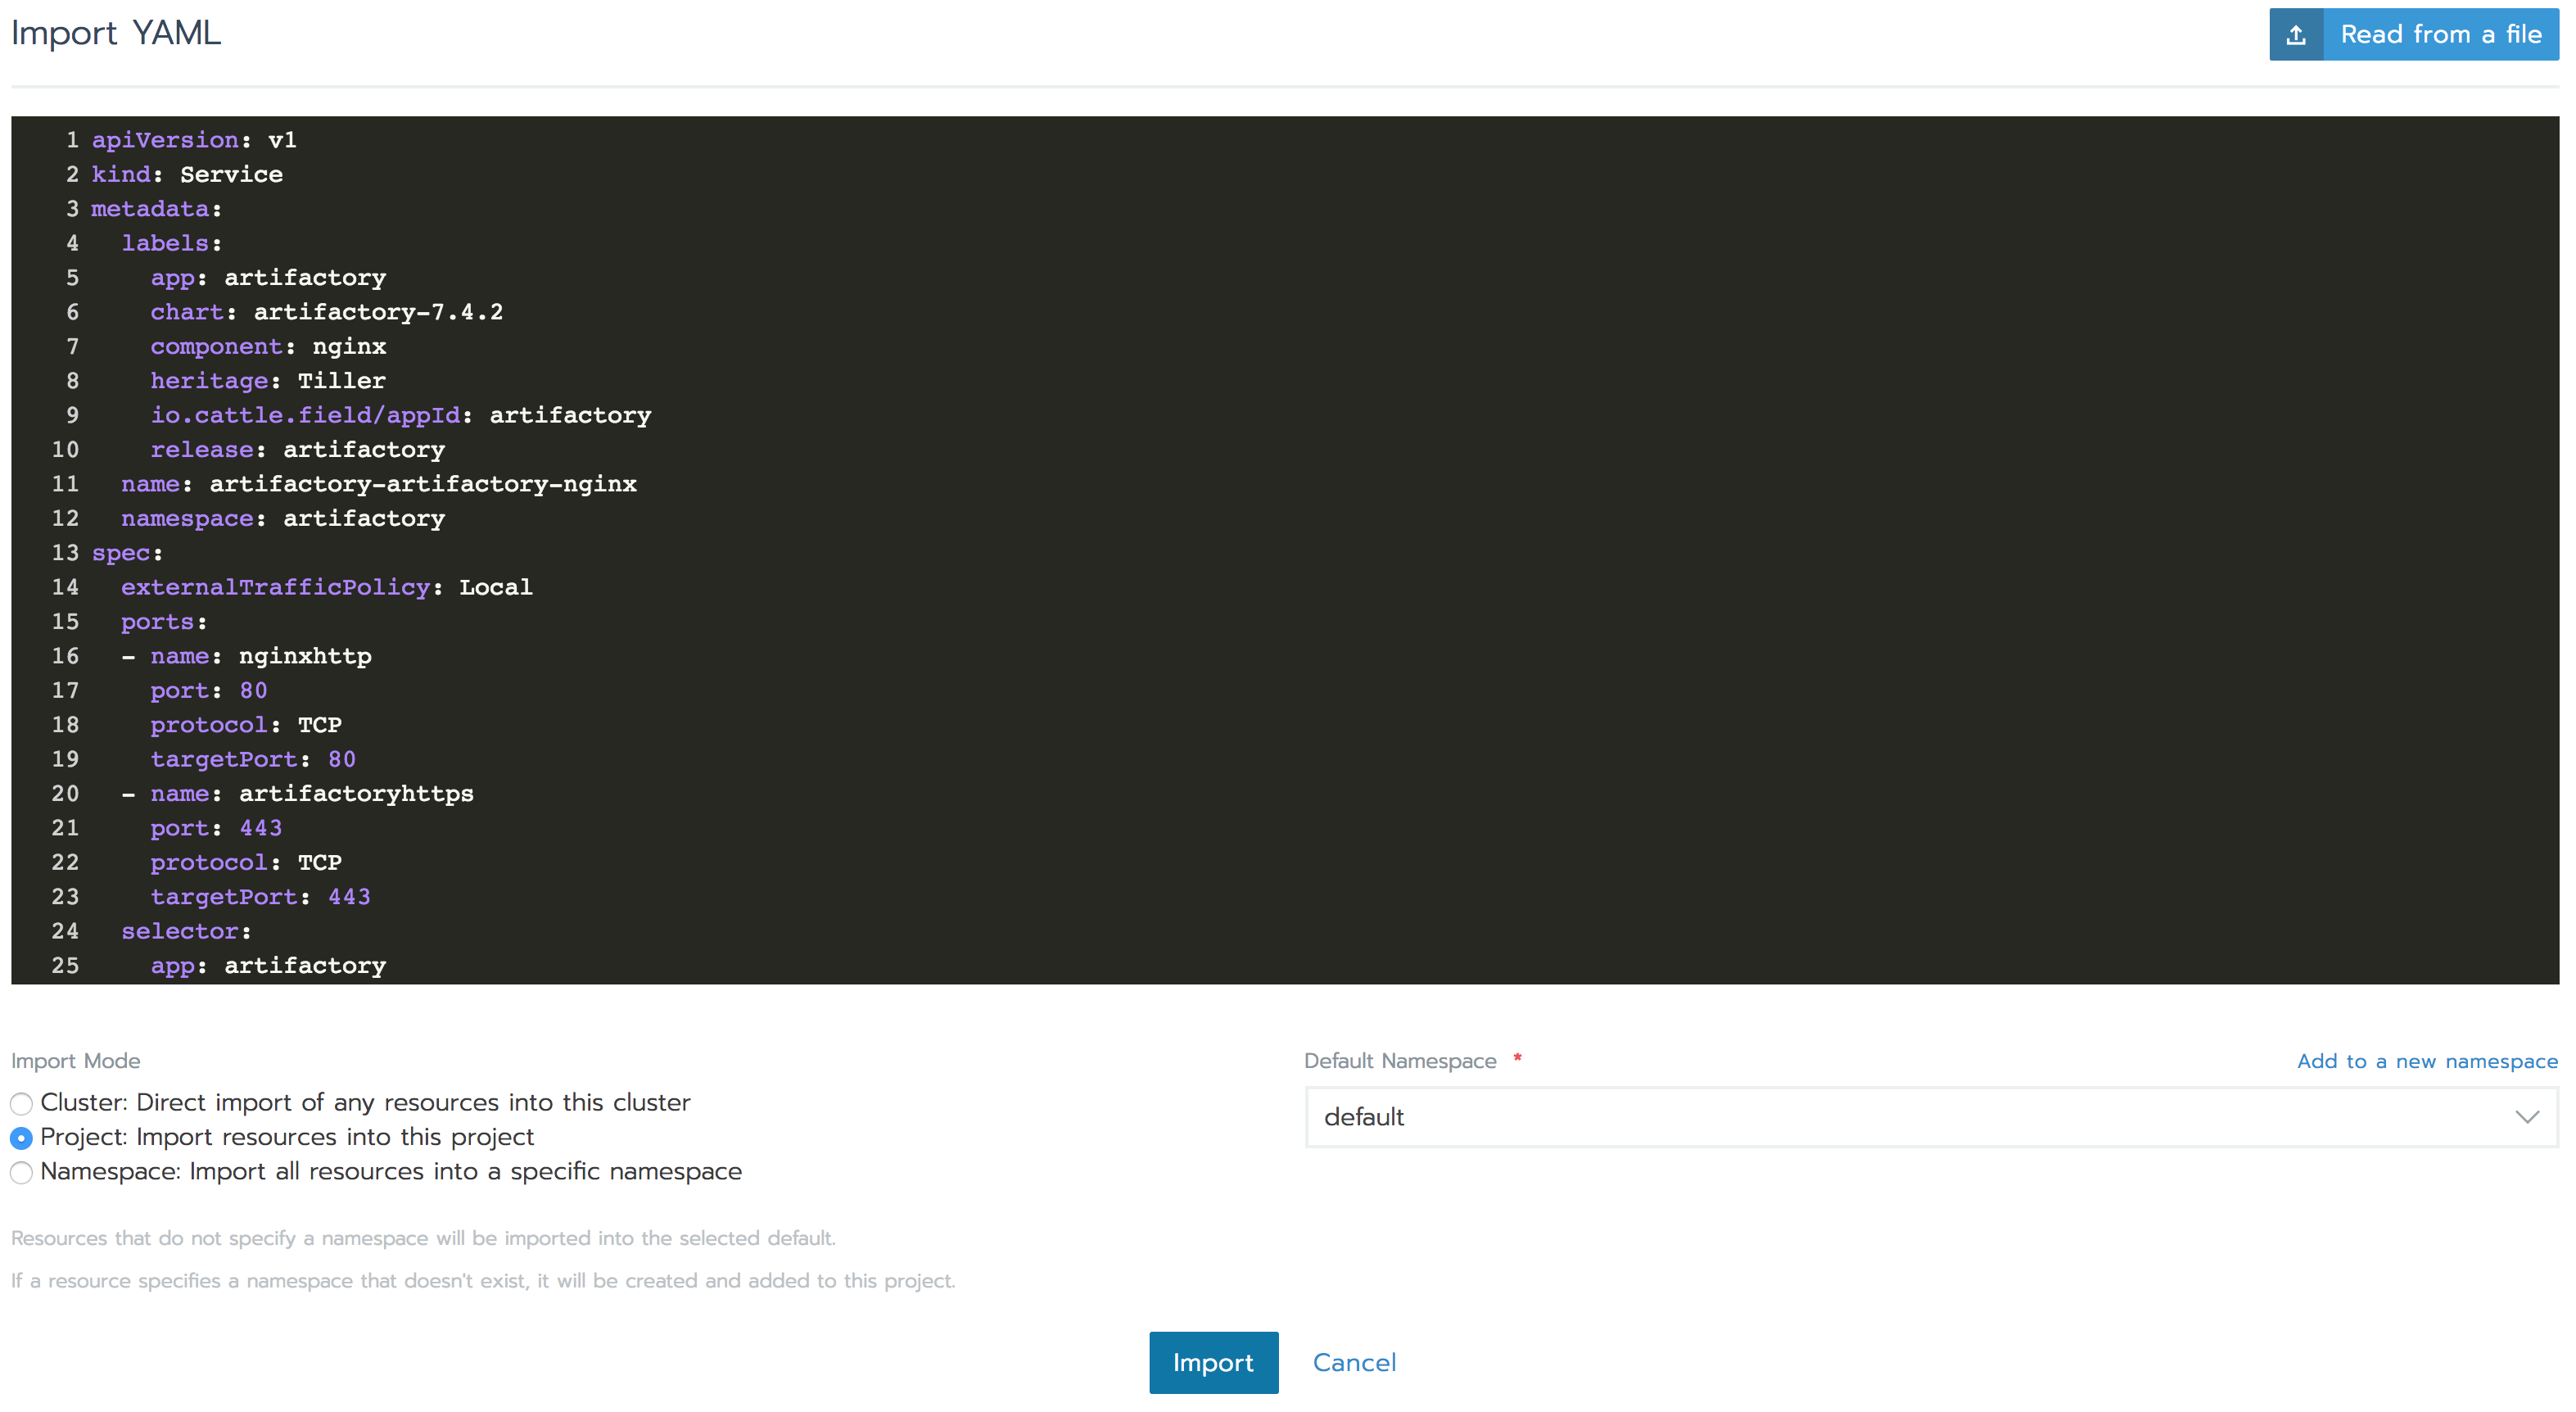 Import YAML
Read from a file
1 apiVersion: v1
2 kind: Service
3 metadata:
4   labels:
5     app: artifactory
6     chart: artifactory-7.4.2
7     component: nginx
8     heritage: Tiller
9     io.cattle.field/appId: artifactory
10     release: artifactory
11   name: artifactory-artifactory-nginx
12   namespace: artifactory
13 spec:
14   externalTrafficPolicy: Local
15   ports:
16   - name: nginxhttp
17     port: 80
18     protocol: TCP
19     targetPort: 80
20   - name: artifactoryhttps
21     port: 443
22     protocol: TCP
23     targetPort: 443
24   selector:
25     app: artifactory
Import Mode
Cluster: Direct import of any resources into this cluster
Project: Import resources into this project
Namespace: Import all resources into a specific namespace
Default Namespace *
Add to a new namespace
default
Resources that do not specify a namespace will be imported into the selected default.
If a resource specifies a namespace that doesn't exist, it will be created and added to this project.
Import
Cancel